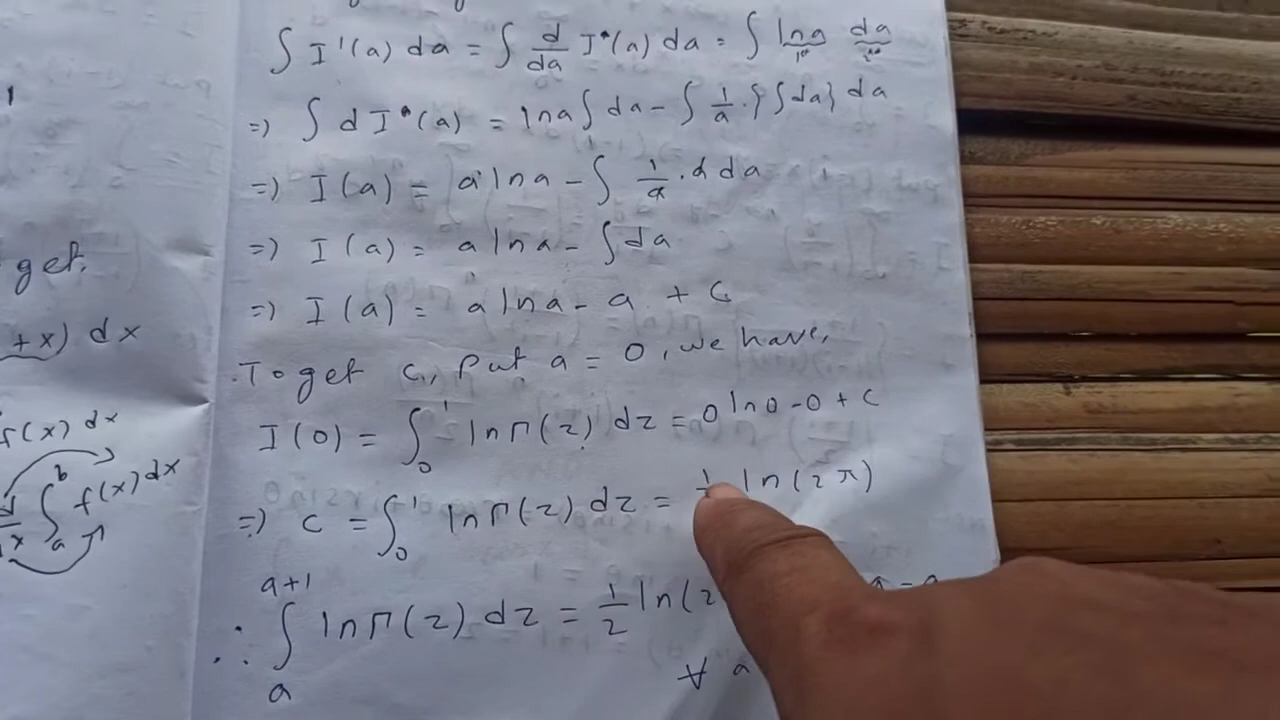 ∫ I'(a) da = ∫ d/da I(a) da = ∫ ln a da
=) ∫ d I(a) = ln a ∫ da - ∫ 1/a . {∫ da} da
=) I(a) = a ln a - ∫ 1/a . a da
=) I(a) = a ln a - ∫ da
=) I(a) = a ln a - a + C
To get C, put a = 0, we have,
I(0) = ∫₀¹ ln Γ(z) dz = 0 ln 0 - 0 + C
=) C = ∫₀¹ ln Γ(z) dz = ln(2π)
∴ ∫ₐᵃ⁺¹ ln Γ(z) dz = 1/2 ln(2
∀ a
get,
+x) dx
f(x) dx
∫ₐᵇ f(x) dx